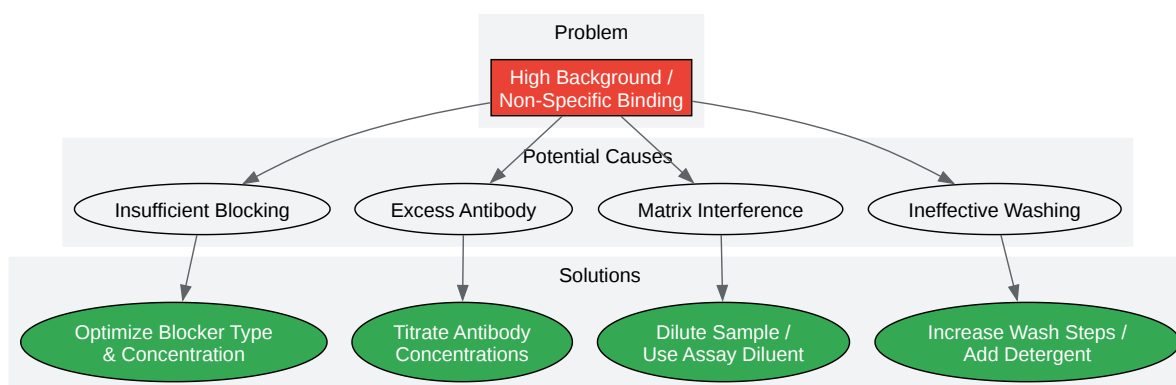 Problem
High Background /
Non-Specific Binding
Potential Causes
Insufficient Blocking
Excess Antibody
Matrix Interference
Ineffective Washing
Solutions
Optimize Blocker Type
& Concentration
Titrate Antibody
Concentrations
Dilute Sample /
Use Assay Diluent
Increase Wash Steps /
Add Detergent